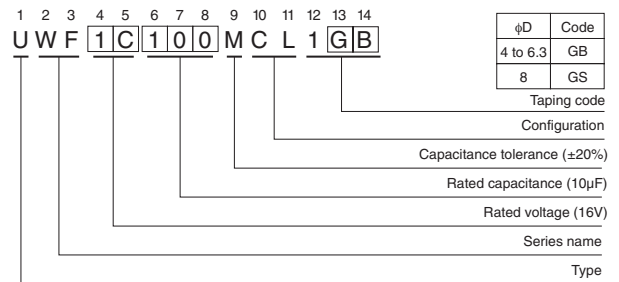 1 2 3 4 5 6 7 8 9 10 11 12 13 14
U W F 1 C 1 0 0 M C L 1 G B
φD Code
4 to 6.3 GB
8 GS
Taping code
Configuration
Capacitance tolerance (±20%)
Rated capacitance (10µF)
Rated voltage (16V)
Series name
Type